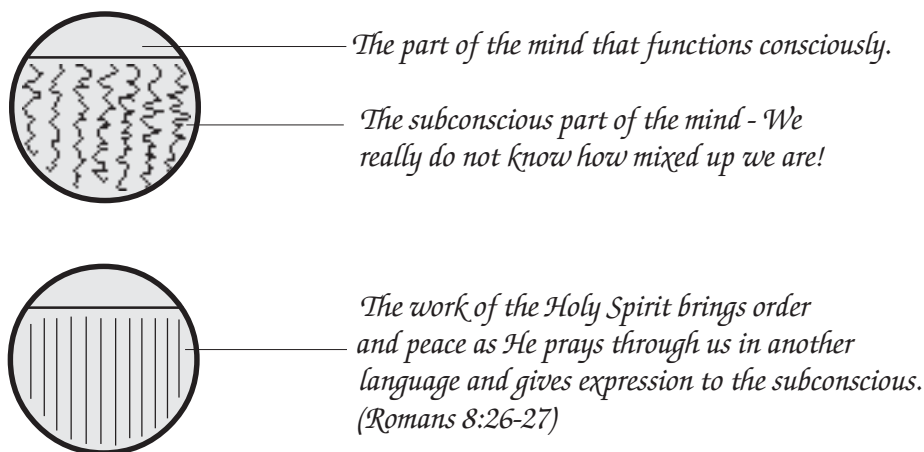 The part of the mind that functions consciously.
The subconscious part of the mind - We
really do not know how mixed up we are!
The work of the Holy Spirit brings order
and peace as He prays through us in another
language and gives expression to the subconscious.
(Romans 8:26-27)